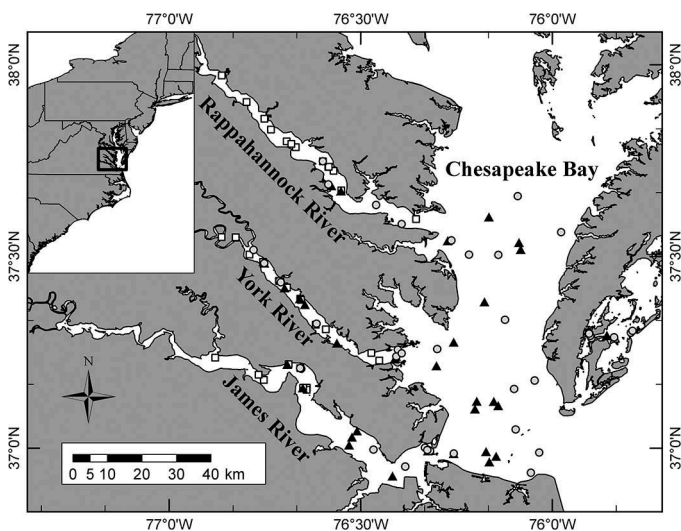 77°0'W 76°30'W 76°0'W
38°0'N
37°30'N
37°0'N
Rappahannock River
Chesapeake Bay
York River
James River
N
0 5 10 20 30 40 km
38°0'N
37°30'N
37°0'N
77°0'W 76°30'W 76°0'W